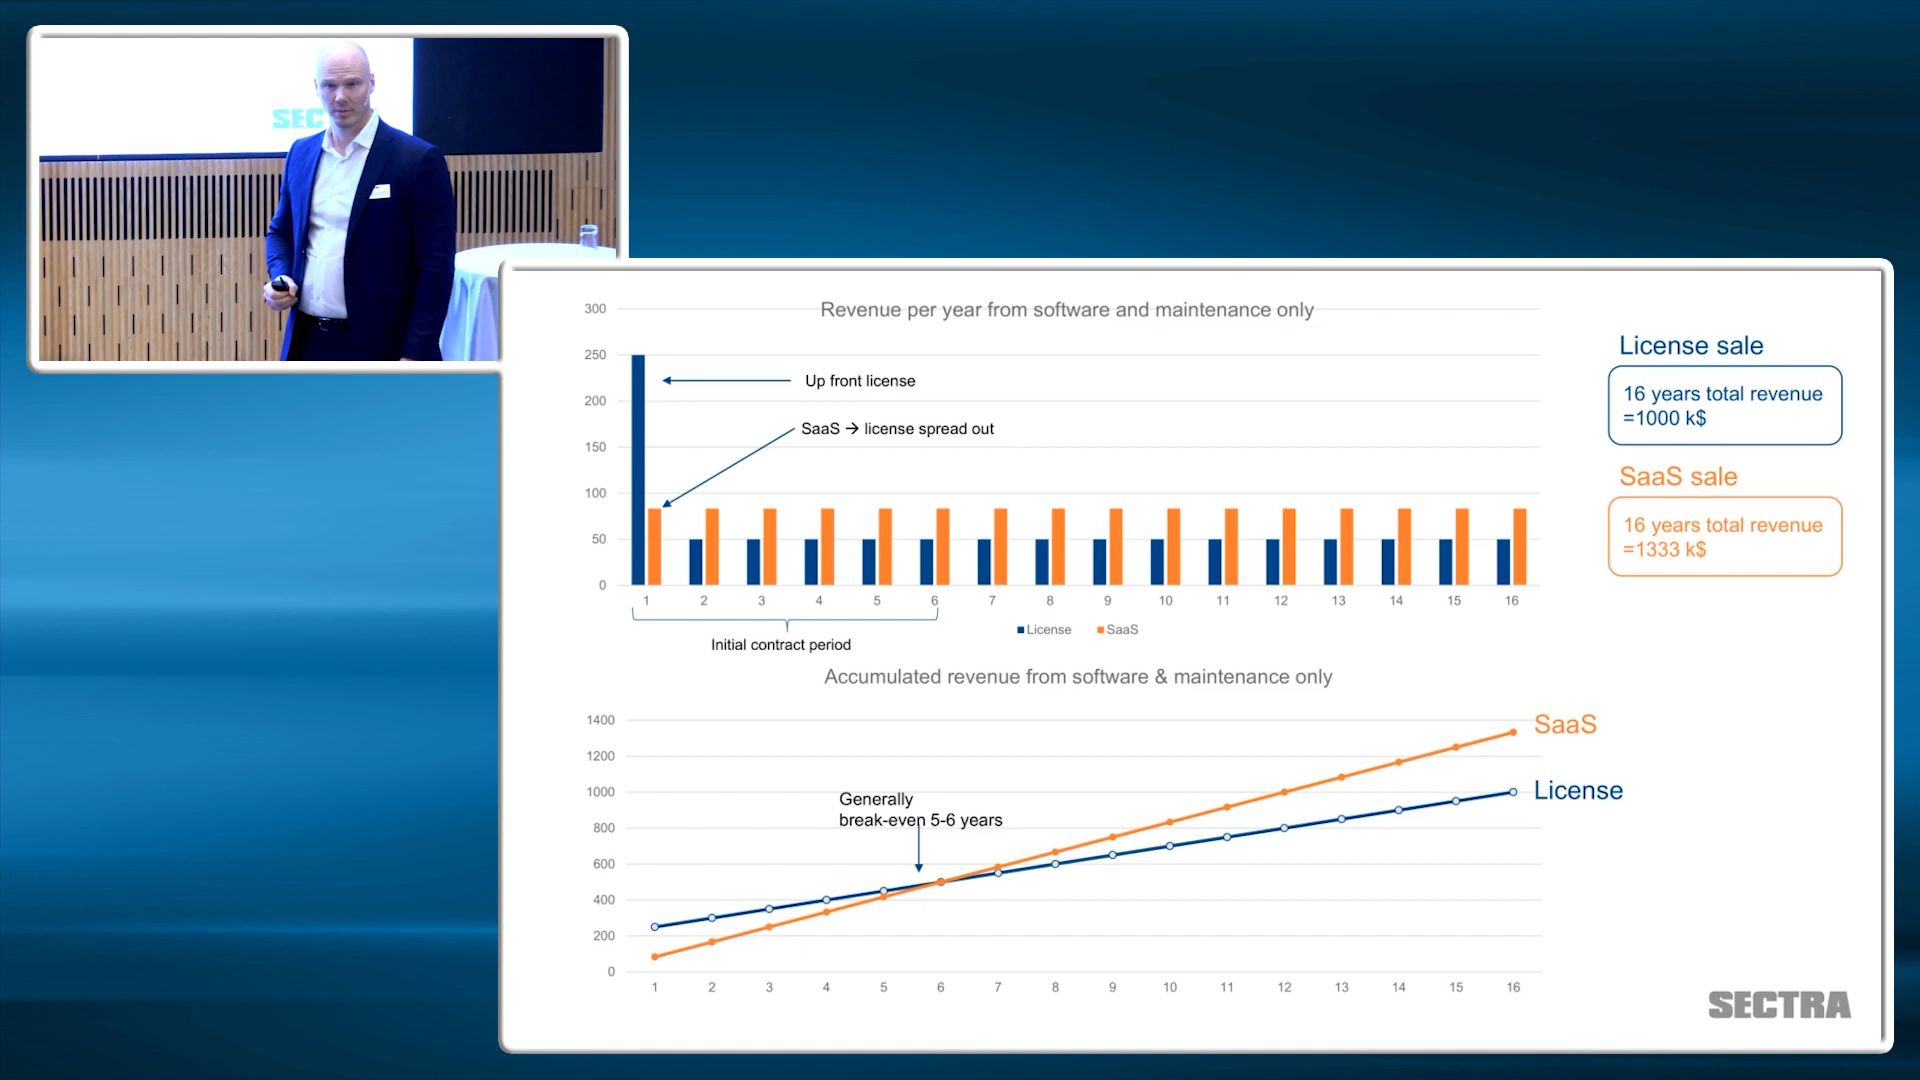 SEC
300
Revenue per year from software and maintenance only
250
200
150
100
50
0
Up front license
SaaS → license spread out
1 2 3 4 5 6 7 8 9 10 11 12 13 14 15 16
Initial contract period
License SaaS
License sale
16 years total revenue
=1000 k$
SaaS sale
16 years total revenue
=1333 k$
Accumulated revenue from software & maintenance only
1400
1200
1000
800
600
400
200
0
Generally
break-even 5-6 years
SaaS
License
1 2 3 4 5 6 7 8 9 10 11 12 13 14 15 16
SECTRA